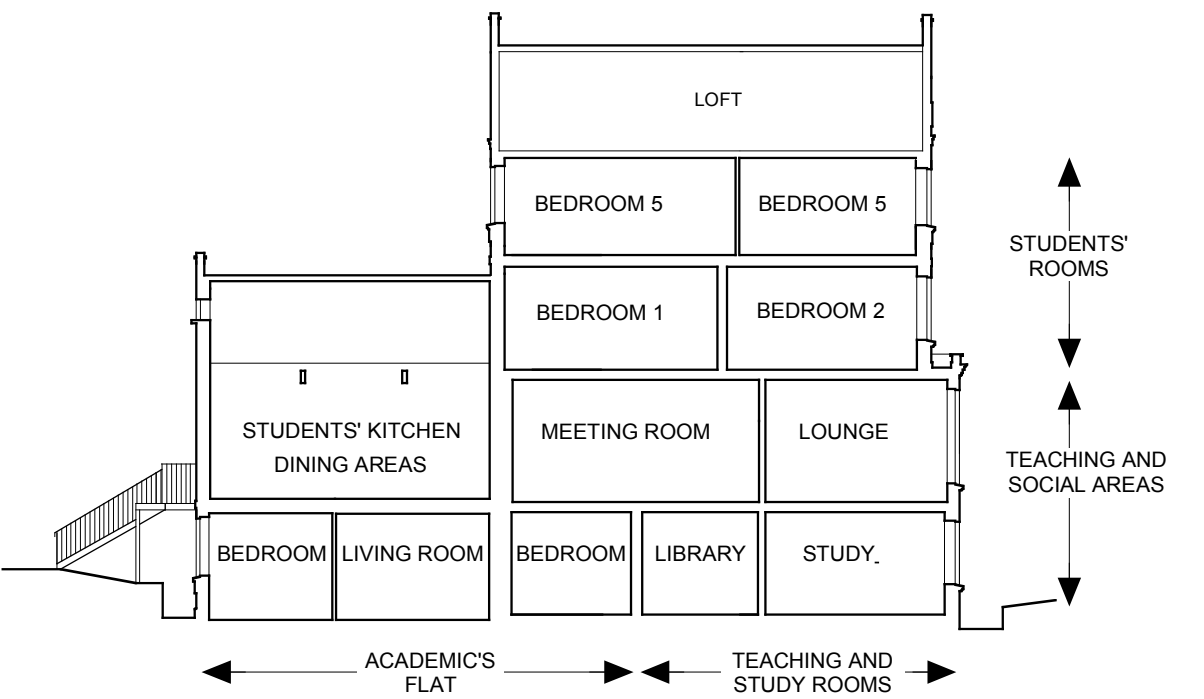 LOFT
BEDROOM 5
BEDROOM 5
STUDENTS'
ROOMS
BEDROOM 1
BEDROOM 2
STUDENTS' KITCHEN
DINING AREAS
MEETING ROOM
LOUNGE
TEACHING AND
SOCIAL AREAS
BEDROOM
LIVING ROOM
BEDROOM
LIBRARY
STUDY_
ACADEMIC'S
FLAT
TEACHING AND
STUDY ROOMS